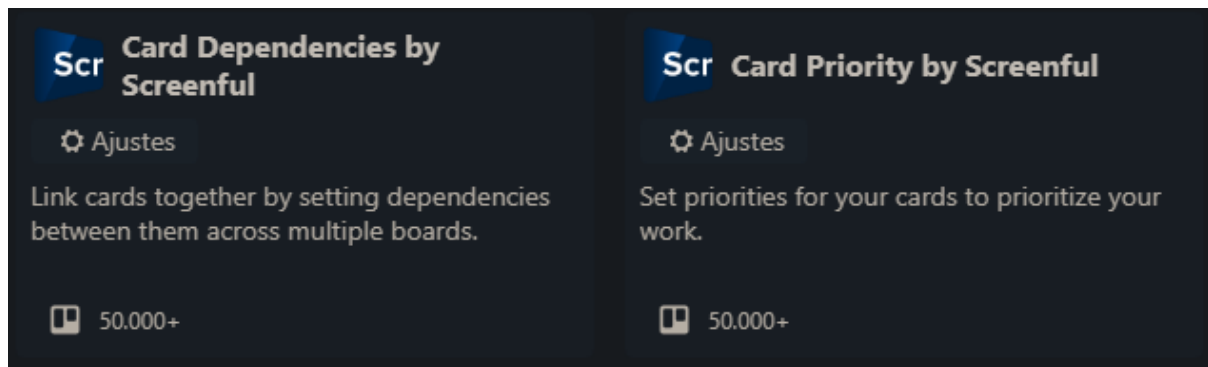 Scr
Card Dependencies by
Screenful
Ajustes
Link cards together by setting dependencies
between them across multiple boards.
50.000+
Scr
Card Priority by Screenful
Ajustes
Set priorities for your cards to prioritize your
work.
50.000+